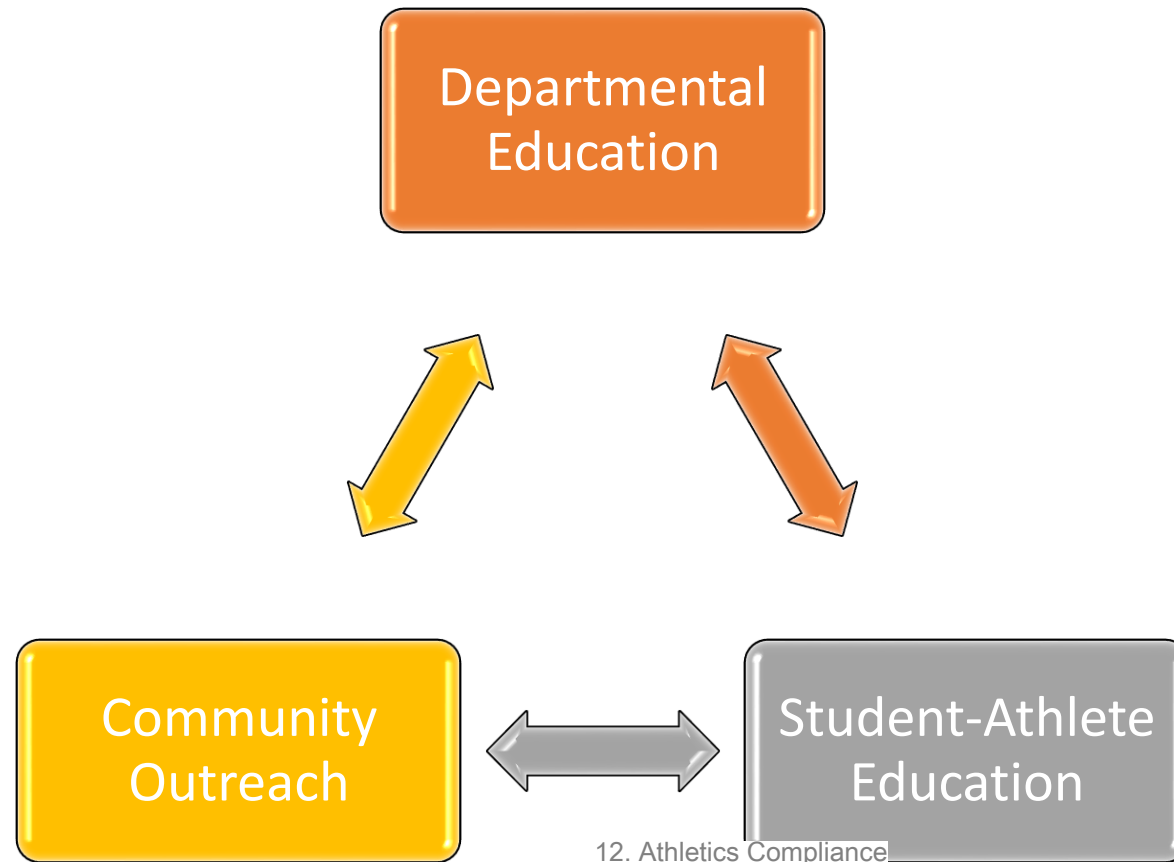 Departmental
Education
Community
Outreach
Student-Athlete
Education
12. Athletics Compliance